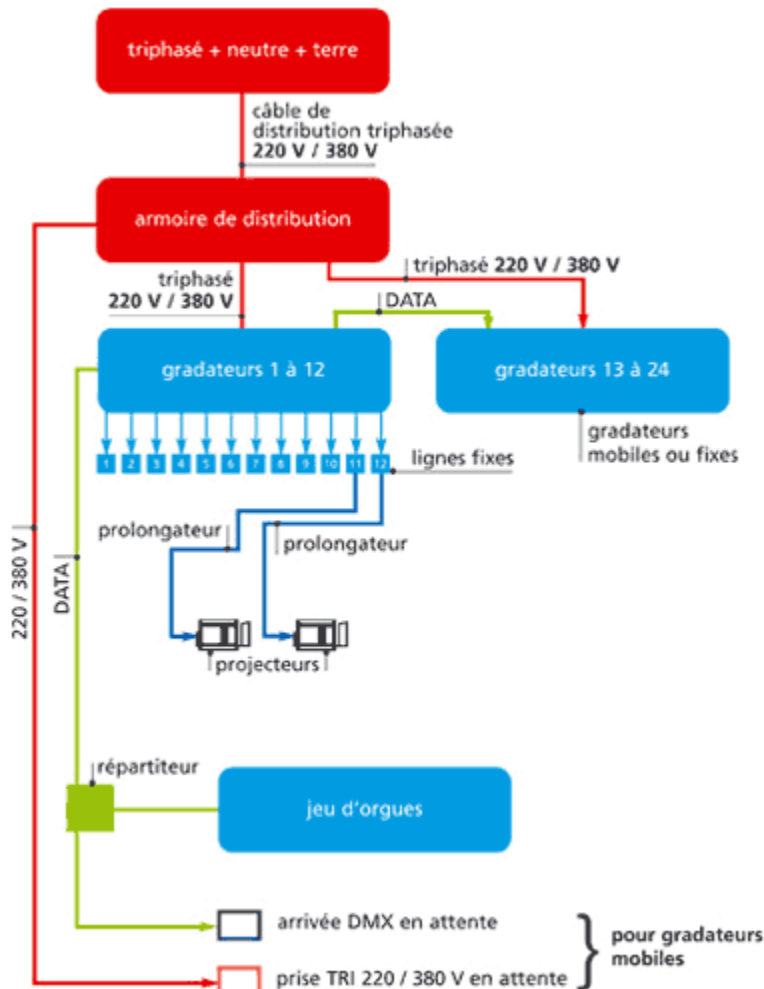 triphasé + neutre + terre
câble de
distribution triphasée
220 V / 380 V
armoire de distribution
triphasé
220 V / 380 V
triphasé 220 V / 380 V
DATA
gradateurs 1 à 12
gradateurs 13 à 24
1 2 3 4 5 6 7 8 9 10 11 12
lignes fixes
gradateurs
mobiles ou fixes
prolongateur
prolongateur
220 / 380 V
DATA
projecteurs
répartiteur
jeu d'orgues
arrivée DMX en attente
prise TRI 220 / 380 V en attente
pour gradateurs
mobiles